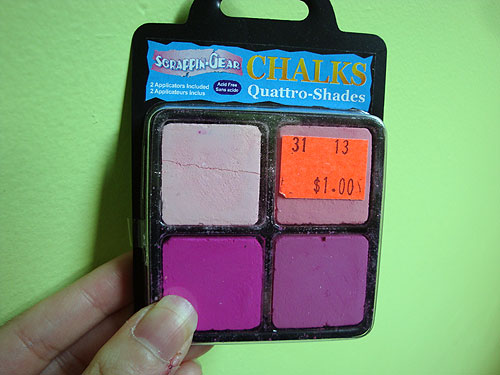 SCRAPPIN-GEAR
CHALKS
2 Applicators Included
2 Applicateurs Inclus
Acid Free
Sans acide
Quattro-Shades
31 13
$1.00